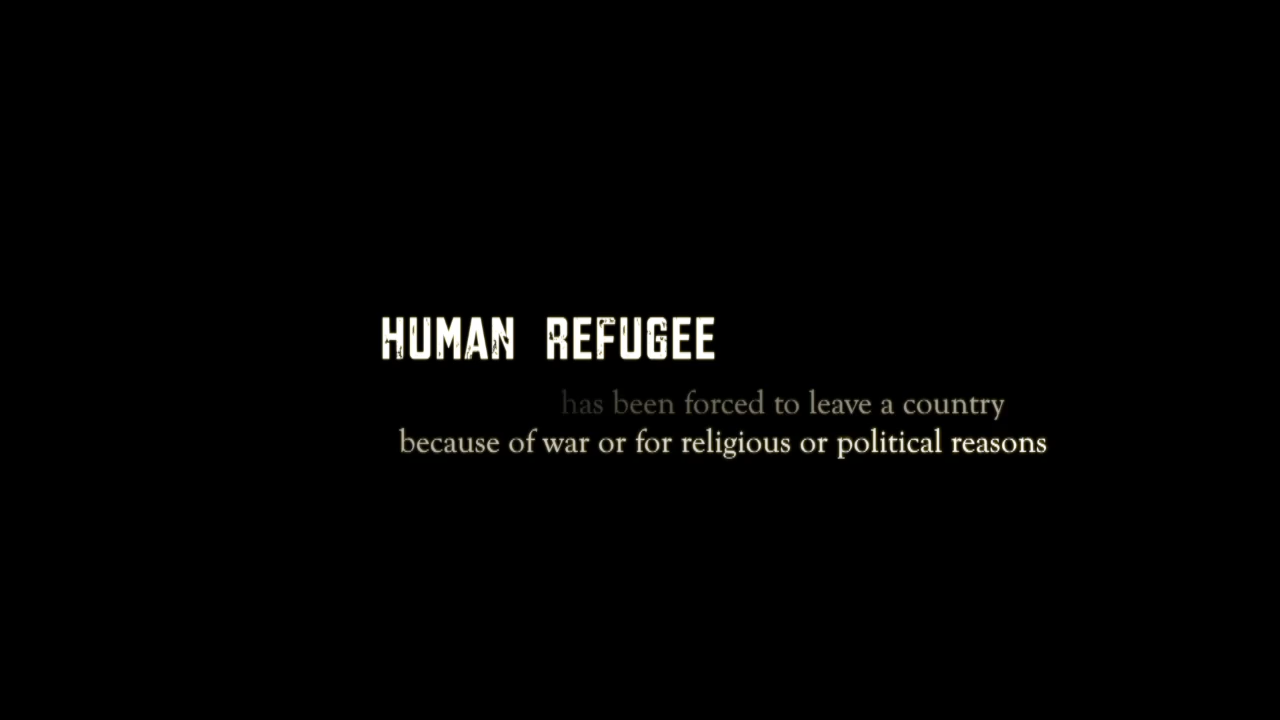 HUMAN REFUGEE
has been forced to leave a country
because of war or for religious or political reasons